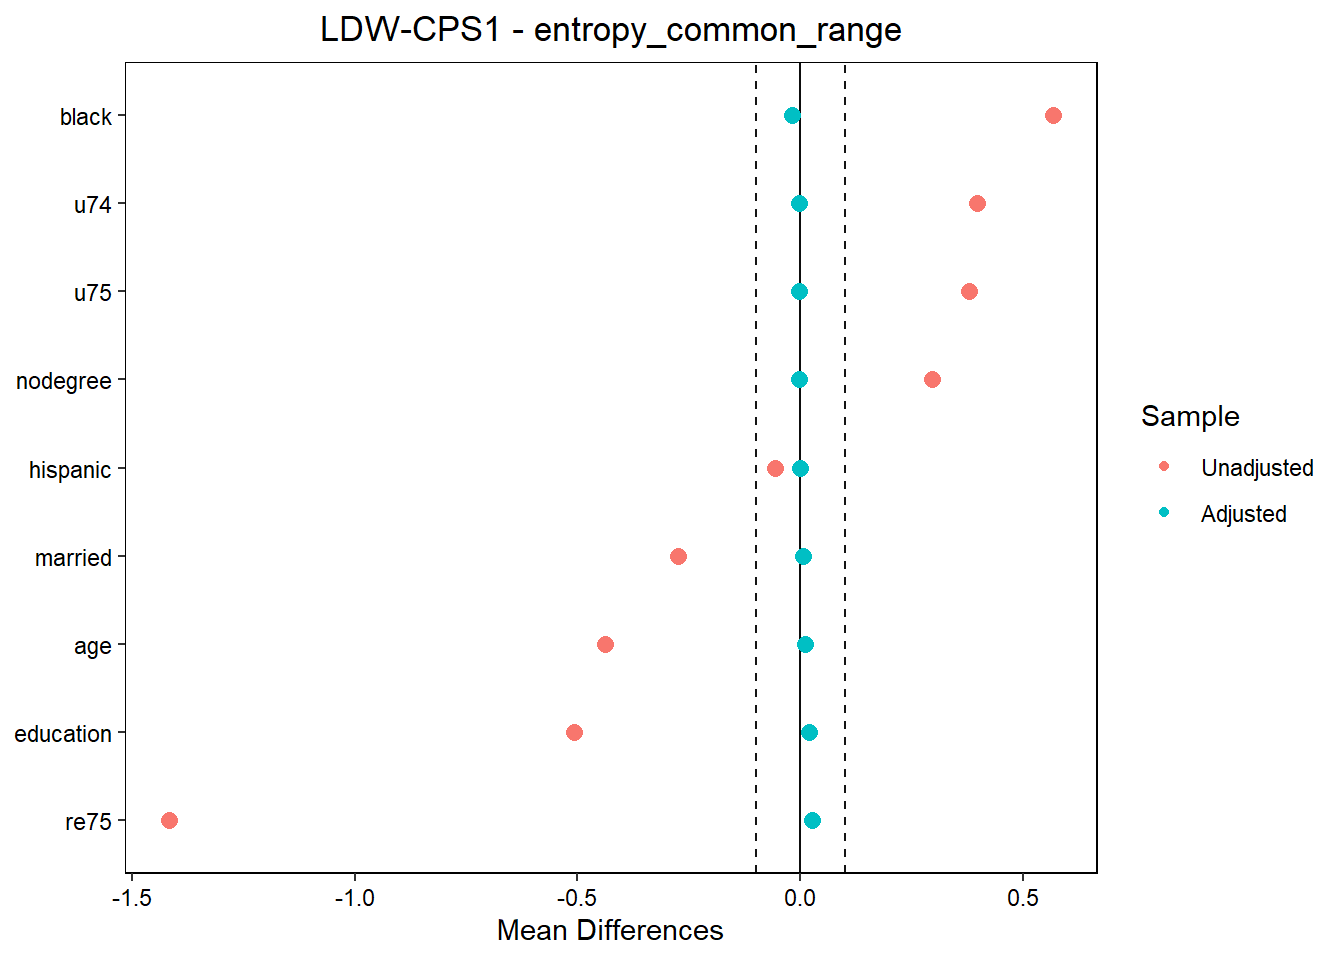 LDW-CPS1 - entropy_common_range
black
u74
u75
nodegree
hispanic
married
age
education
re75
-1.5
-1.0
-0.5
0.0
0.5
Mean Differences
Sample
Unadjusted
Adjusted